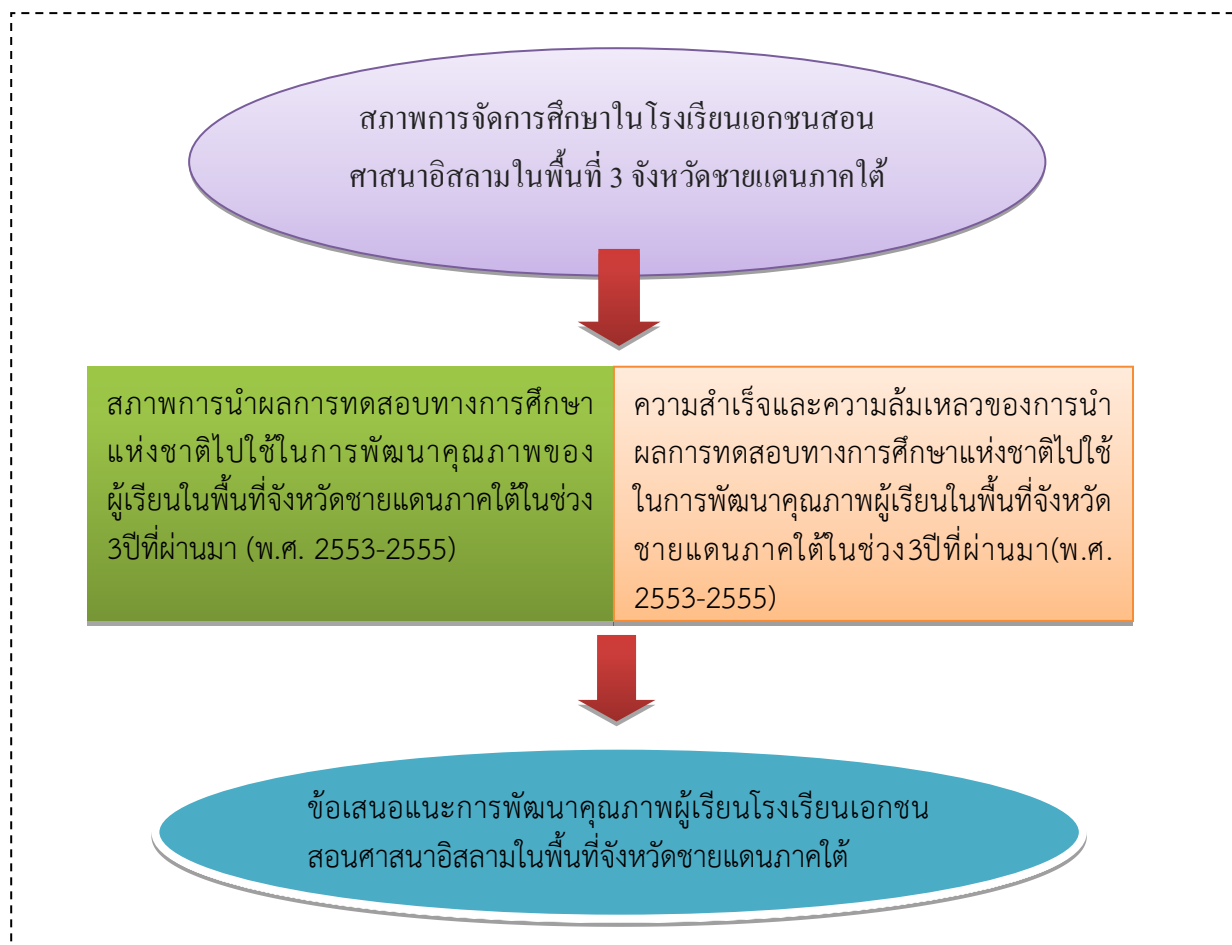 สภาพการจัดการศึกษาในโรงเรียนเอกชนสอน
ศาสนาอิสลามในพื้นที่ 3 จังหวัดชายแดนภาคใต้
สภาพการนำผลการทดสอบทางการศึกษา
แห่งชาติไปใช้ในการพัฒนาคุณภาพของ
ผู้เรียนในพื้นที่จังหวัดชายแดนภาคใต้ในช่วง
3ปีที่ผ่านมา (พ.ศ. 2553-2555)
ความสำเร็จและความล้มเหลวของการนำ
ผลการทดสอบทางการศึกษาแห่งชาติไปใช้
ในการพัฒนาคุณภาพผู้เรียนในพื้นที่จังหวัด
ชายแดนภาคใต้ในช่วง3ปีที่ผ่านมา(พ.ศ.
2553-2555)
ข้อเสนอแนะการพัฒนาคุณภาพผู้เรียนโรงเรียนเอกชน
สอนศาสนาอิสลามในพื้นที่จังหวัดชายแดนภาคใต้